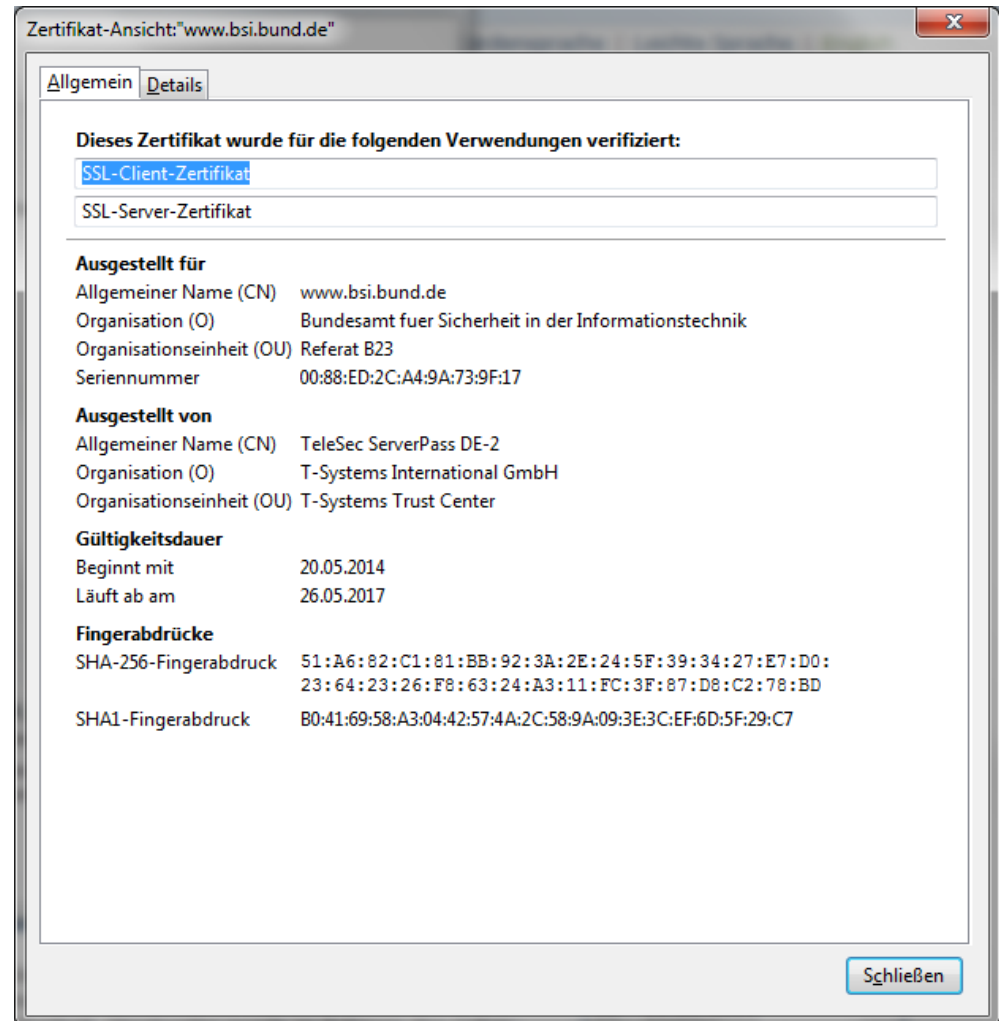 Zertifikat-Ansicht:"www.bsi.bund.de"
Allgemein Details
Dieses Zertifikat wurde für die folgenden Verwendungen verifiziert:
SSL-Client-Zertifikat
SSL-Server-Zertifikat
Ausgestellt für
Allgemeiner Name (CN) www.bsi.bund.de
Organisation (O) Bundesamt fuer Sicherheit in der Informationstechnik
Organisationseinheit (OU) Referat B23
Seriennummer 00:88:ED:2C:A4:9A:73:9F:17
Ausgestellt von
Allgemeiner Name (CN) TeleSec ServerPass DE-2
Organisation (O) T-Systems International GmbH
Organisationseinheit (OU) T-Systems Trust Center
Gültigkeitsdauer
Beginnt mit 20.05.2014
Läuft ab am 26.05.2017
Fingerabdrücke
SHA-256-Fingerabdruck 51:A6:82:C1:81:BB:92:3A:2E:24:5F:39:34:27:E7:D0:
23:64:23:26:F8:63:24:A3:11:FC:3F:87:D8:C2:78:BD
SHA1-Fingerabdruck B0:41:69:58:A3:04:42:57:4A:2C:58:9A:09:3E:3C:EF:6D:5F:29:C7
Schließen